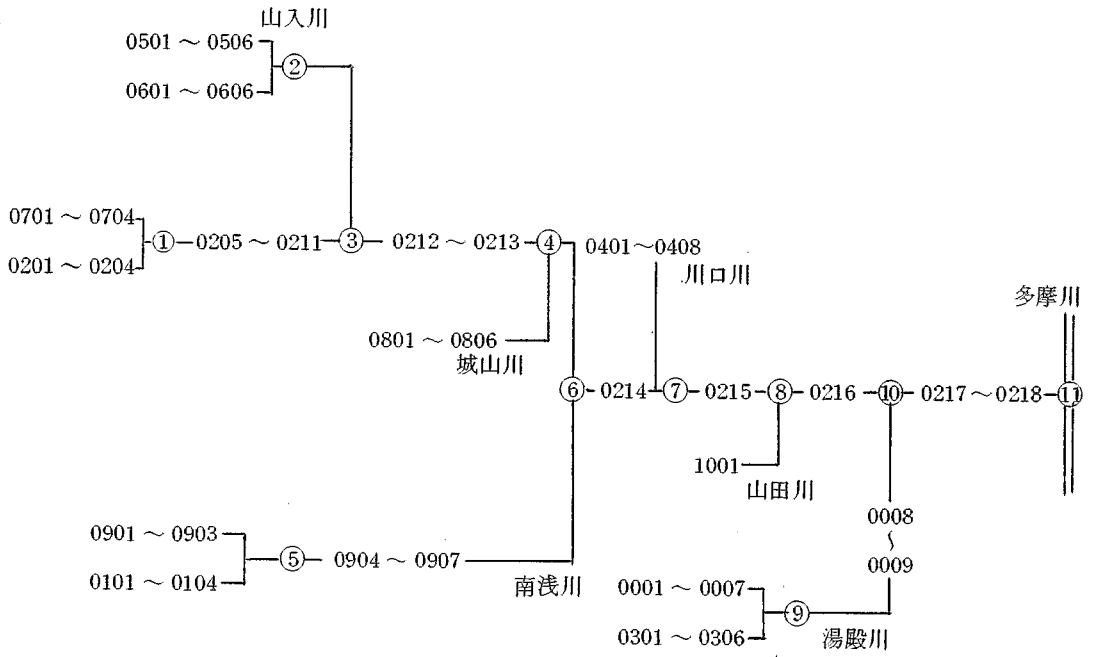 山入川
0501 ～ 0506
②
0601 ～ 0606
0701 ～ 0704
① 0205 ～ 0211 ③ 0212 ～ 0213 ④ 0401～0408
0201 ～ 0204
川口川
多摩川
0801 ～ 0806
城山川
⑥ 0214 ⑦ 0215 ⑧ 0216 ⑩ 0217～0218 ⑪
1001
山田川
0008
～
0009
0901 ～ 0903
⑤ 0904 ～ 0907
0101 ～ 0104
南浅川
0001 ～ 0007
⑨
0301 ～ 0306
湯殿川